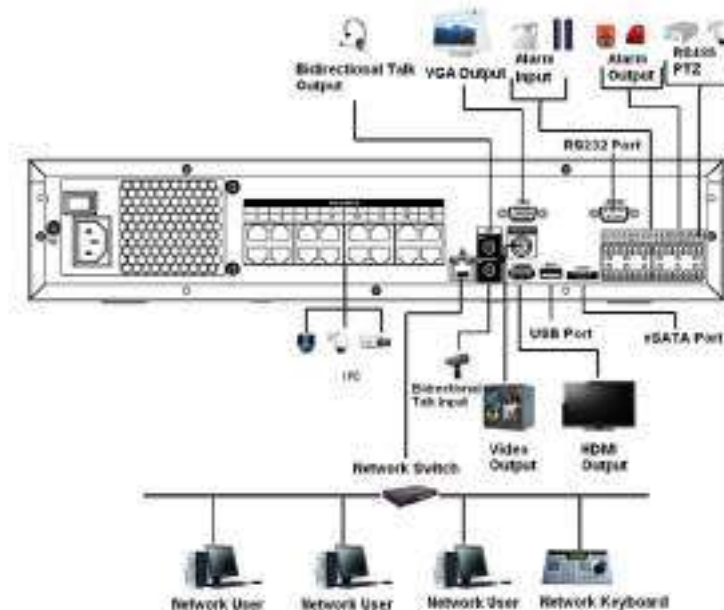 Bidirectional Talk
Output
VGA Output
Alarm
Input
Alarm
Output
RS485
PTZ
RS232 Port
USB Port
eSATA Port
IPC
Bidirectional
Talk Input
Video
Output
HDMI
Output
Network Switch
Network User
Network User
Network User
Network Keyboard